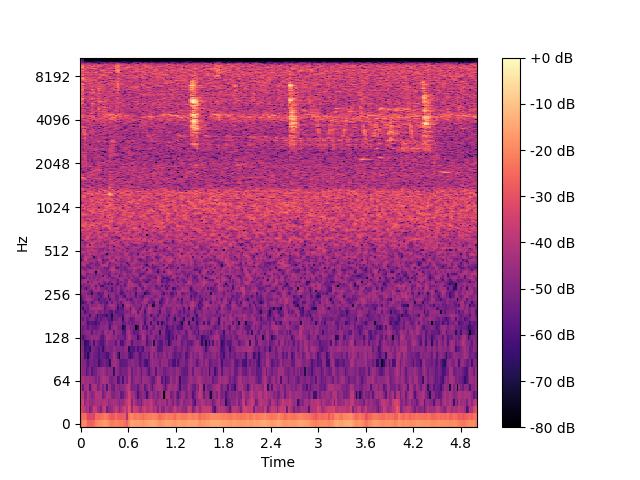 8192
4096
2048
1024
512
256
128
64
0
Hz
0 0.6 1.2 1.8 2.4 3 3.6 4.2 4.8
Time
+0 dB
-10 dB
-20 dB
-30 dB
-40 dB
-50 dB
-60 dB
-70 dB
-80 dB